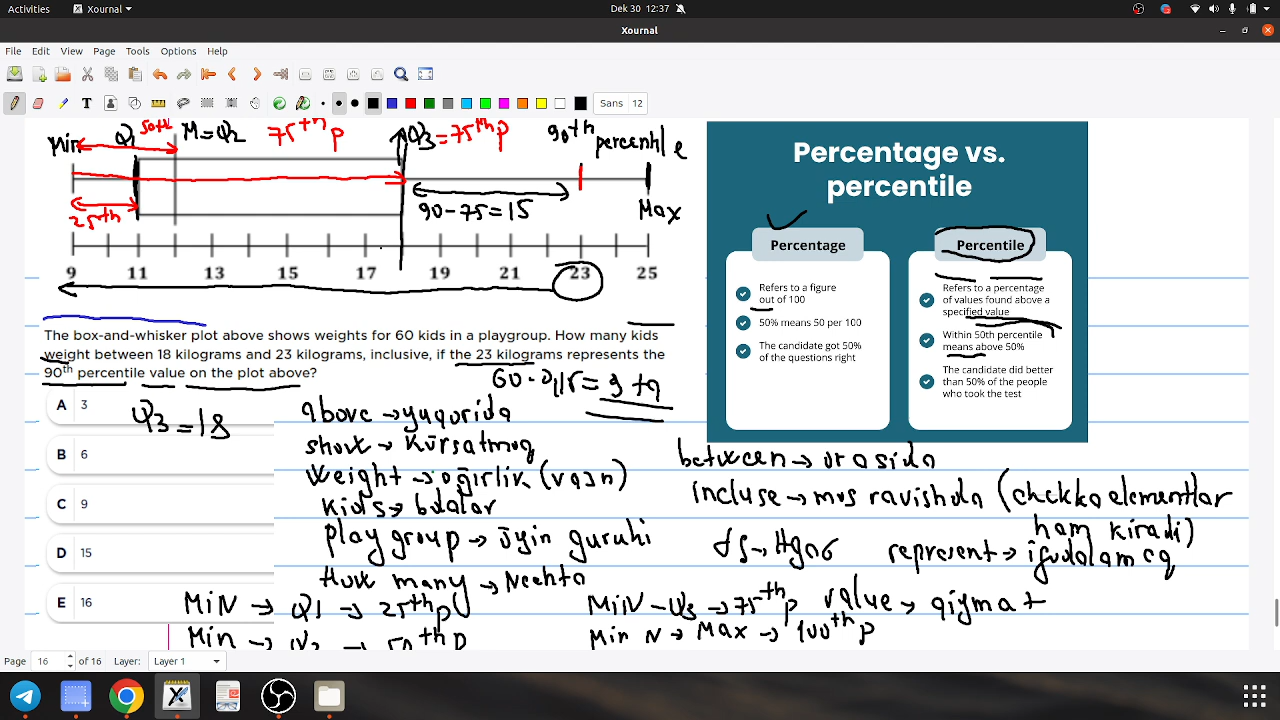 Activities
Xournal
Dek 30 12:37
Xournal
File Edit View Page Tools Options Help
Sans 12
Min Q1 50th M=Q2 75th p Q3=75th p 90th percentile
25th
90-75=15
Max
9 11 13 15 17 19 21 23 25
The box-and-whisker plot above shows weights for 60 kids in a playgroup. How many kids
weight between 18 kilograms and 23 kilograms, inclusive, if the 23 kilograms represents the
90th percentile value on the plot above?
A 3
B 6
C 9
D 15
E 16
Q3=18
60·0,15=9
above→yuqorida
show→
weight→og'irlik (vazn)
kids→bolalar
play group→o'yin guruhi
How many→Nechta
MiN→Q1→25th p
Min→Q2→50th p
Percentage vs.
percentile
Percentage
Refers to a figure
out of 100
50% means 50 per 100
The candidate got 50%
of the questions right
Percentile
Refers to a percentage
of values found above a
specified value
Within 50th percentile
means above 50%
The candidate did better
than 50% of the people
who took the test
between→orasida
ravishda (
ham kiradi)
if→Agar
represent→
MiN-Q3→75th p
value→qiymat
Min→Max→100th p
Page 16 of 16 Layer: Layer 1